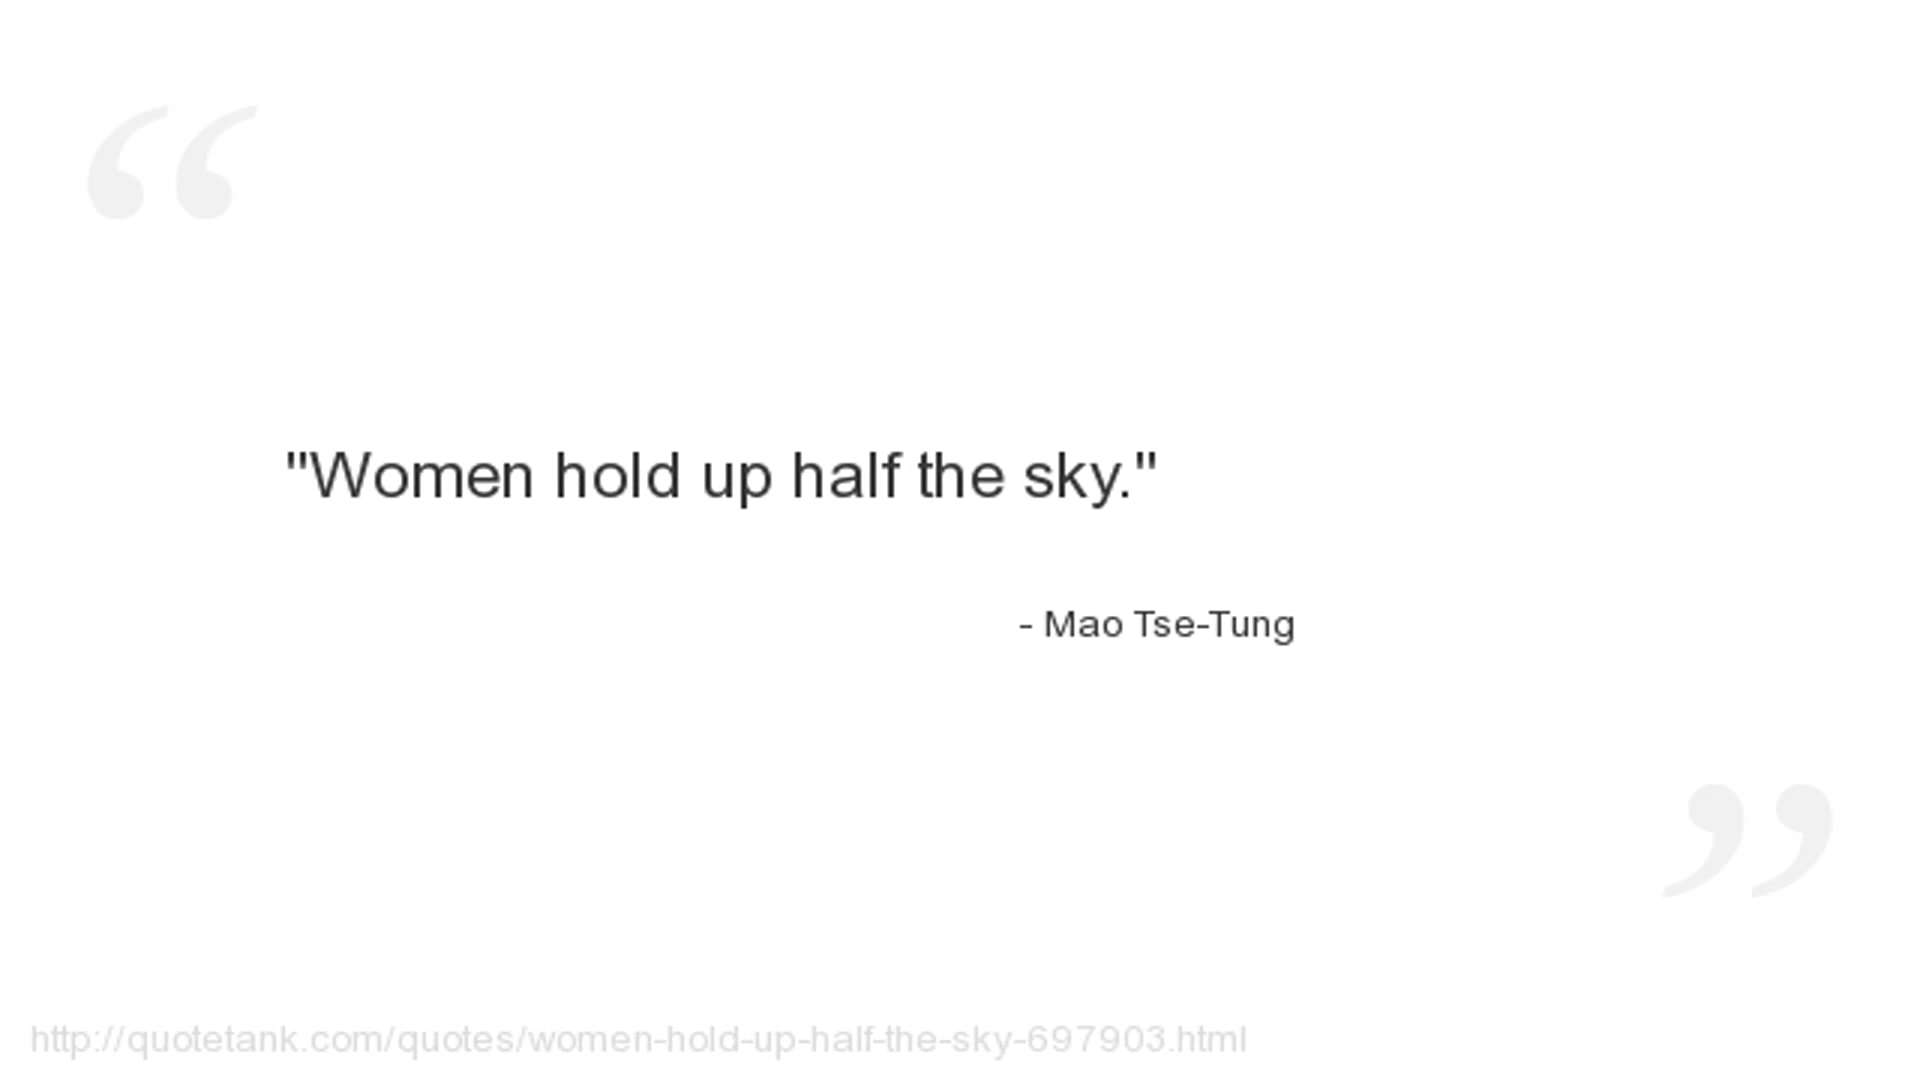 "Women hold up half the sky."
- Mao Tse-Tung
http://quotetank.com/quotes/women-hold-up-half-the-sky-697903.html